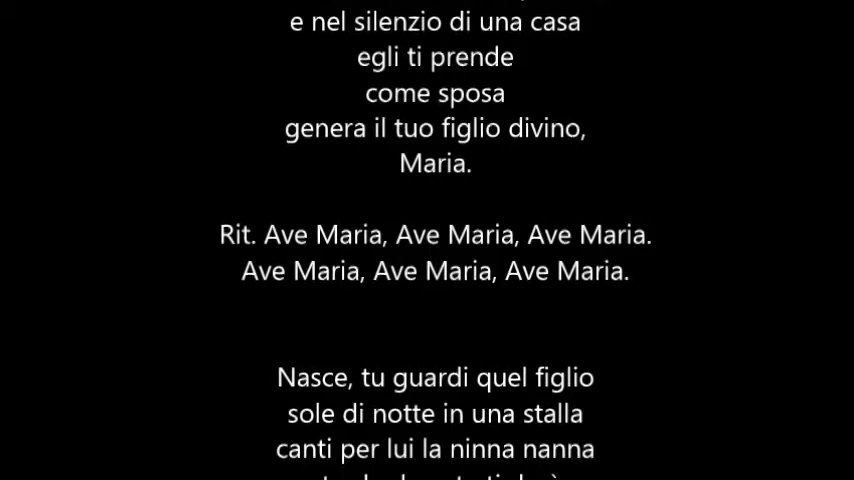 e nel silenzio di una casa
egli ti prende
come sposa
genera il tuo figlio divino,
Maria.
Rit. Ave Maria, Ave Maria, Ave Maria.
Ave Maria, Ave Maria, Ave Maria.
Nasce, tu guardi quel figlio
sole di notte in una stalla
canti per lui la ninna nanna